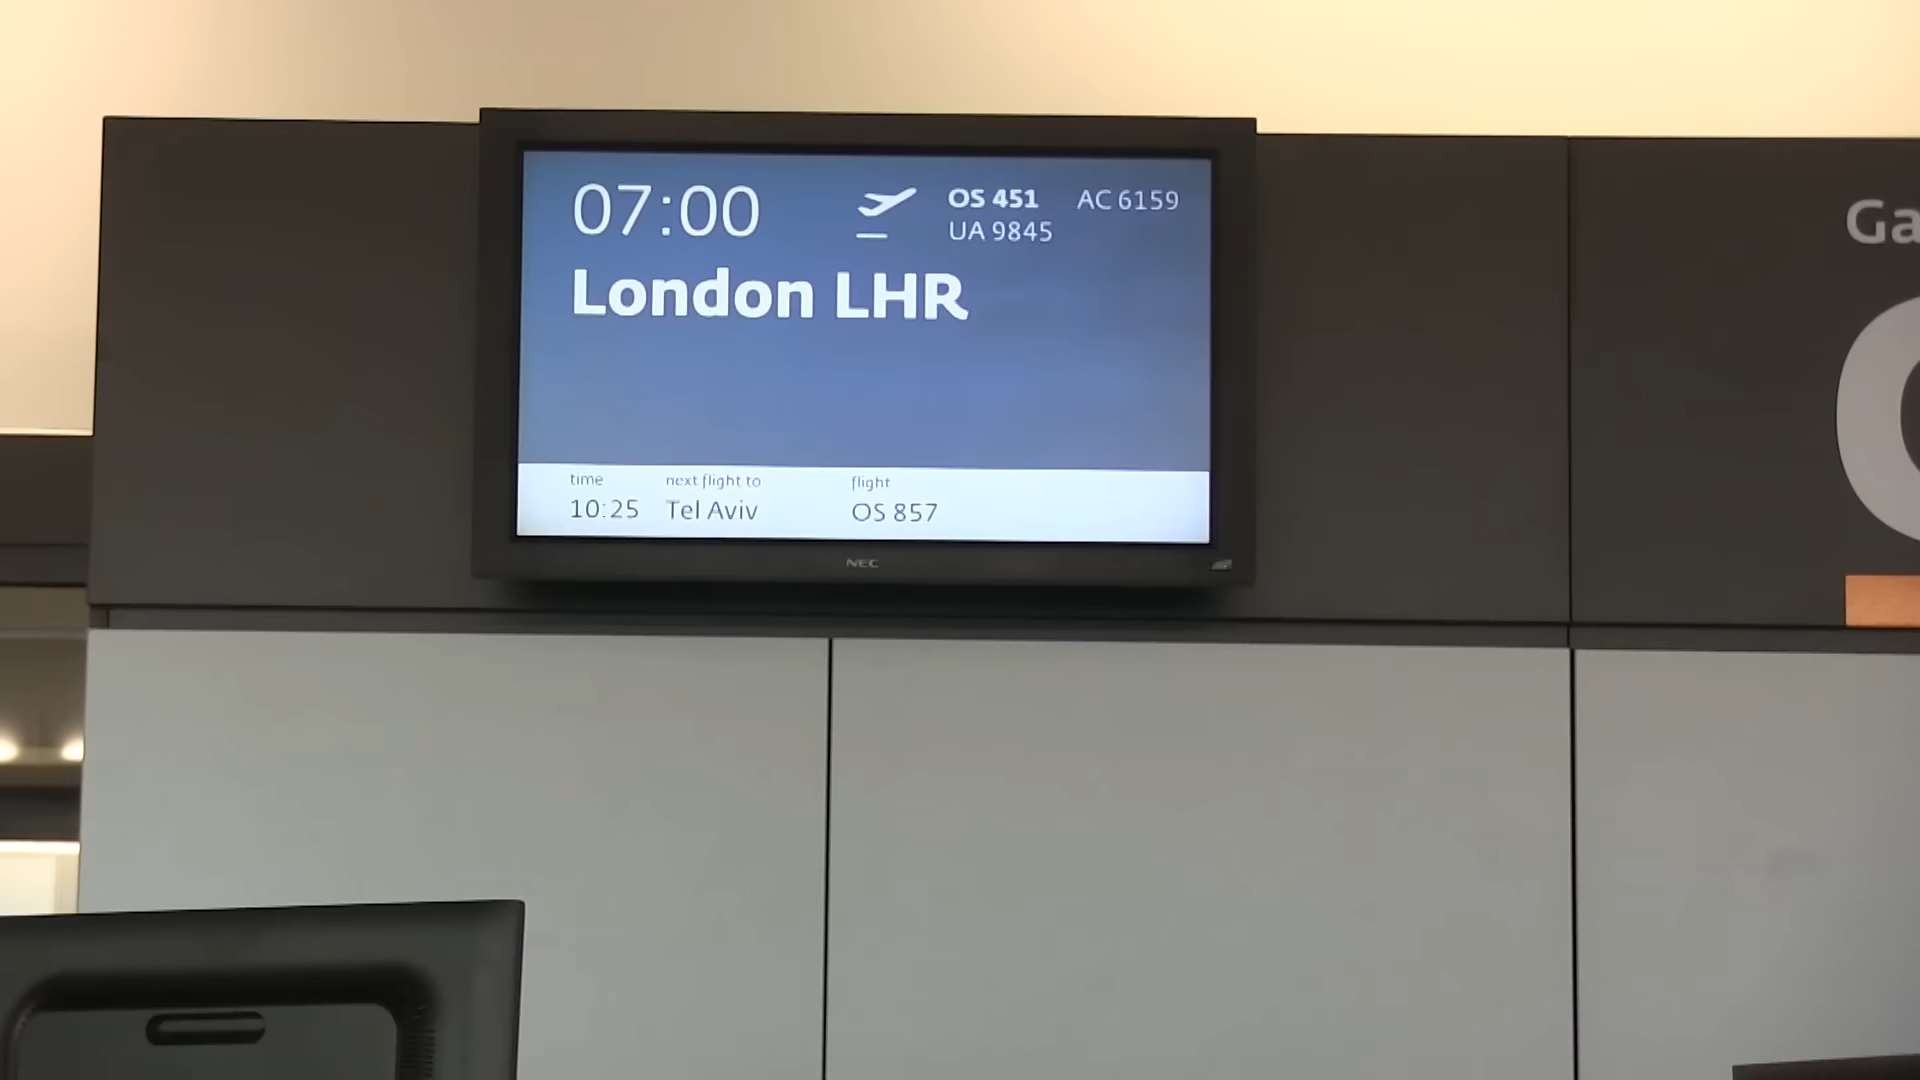 07:00 OS 451 AC 6159
UA 9845
London LHR
time next flight to flight
10:25 Tel Aviv OS 857
NEC